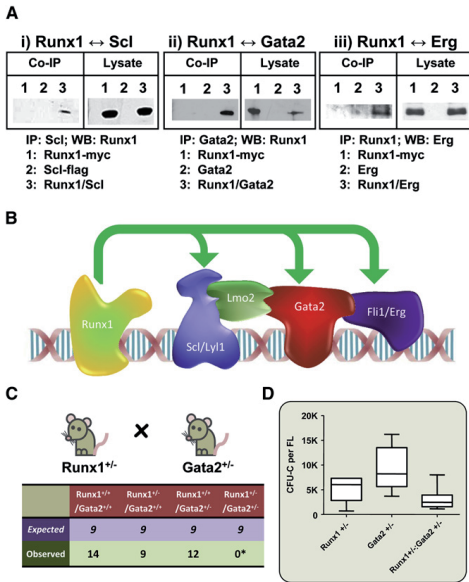 A
i) Runx1 ↔ Scl
ii) Runx1 ↔ Gata2
iii) Runx1 ↔ Erg
Co-IP Lysate
Co-IP Lysate
Co-IP Lysate
1 2 3 1 2 3
1 2 3 1 2 3
1 2 3 1 2 3
IP: Scl; WB: Runx1
1: Runx1-myc
2: Scl-flag
3: Runx1/Scl
IP: Gata2; WB: Runx1
1: Runx1-myc
2: Gata2
3: Runx1/Gata2
IP: Runx1; WB: Erg
1: Runx1-myc
2: Erg
3: Runx1/Erg
B
Runx1
Scl/Lyl1
Lmo2
Gata2
Fli1/Erg
C
Runx1+/-
×
Gata2+/-
Runx1+/+ /Gata2+/+
Runx1+/- /Gata2+/+
Runx1+/+ /Gata2+/-
Runx1+/- /Gata2+/-
Expected 9 9 9 9
Observed 14 9 12 0*
D
CFU-C per FL
20K
15K
10K
5K
0
Runx1 +/-
Gata2 +/-
Runx1+/-:Gata2 +/-